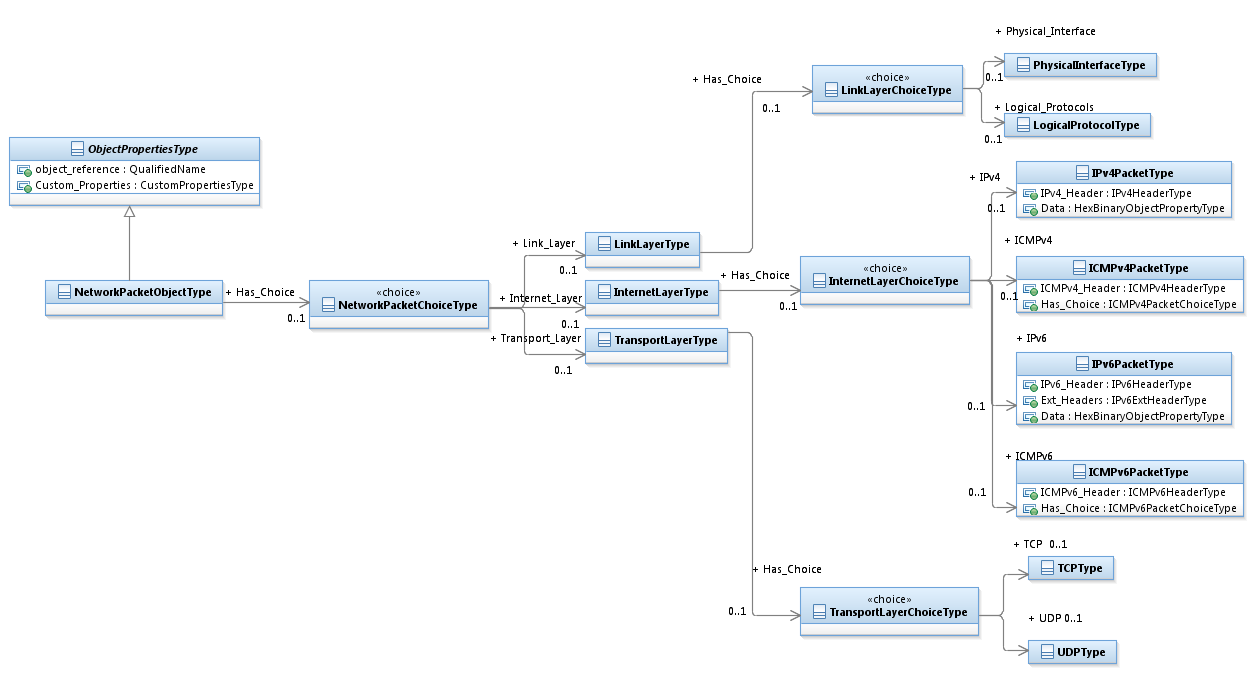 + Physical_Interface
PhysicalInterfaceType
0..1
+ Has_Choice
0..1
«choice»
LinkLayerChoiceType
+ Logical_Protocols
LogicalProtocolType
0..1
ObjectPropertiesType
object_reference : QualifiedName
Custom_Properties : CustomPropertiesType
+ IPv4
0..1
IPv4PacketType
IPv4_Header : IPv4HeaderType
Data : HexBinaryObjectPropertyType
+ Link_Layer
0..1
LinkLayerType
+ ICMPv4
0..1
ICMPv4PacketType
ICMPv4_Header : ICMPv4HeaderType
Has_Choice : ICMPv4PacketChoiceType
NetworkPacketObjectType
+ Has_Choice
0..1
«choice»
NetworkPacketChoiceType
+ Internet_Layer
0..1
InternetLayerType
+ Has_Choice
0..1
«choice»
InternetLayerChoiceType
+ Transport_Layer
0..1
TransportLayerType
+ IPv6
0..1
IPv6PacketType
IPv6_Header : IPv6HeaderType
Ext_Headers : IPv6ExtHeaderType
Data : HexBinaryObjectPropertyType
+ ICMPv6
0..1
ICMPv6PacketType
ICMPv6_Header : ICMPv6HeaderType
Has_Choice : ICMPv6PacketChoiceType
+ TCP 0..1
TCPType
+ Has_Choice
0..1
«choice»
TransportLayerChoiceType
+ UDP 0..1
UDPType